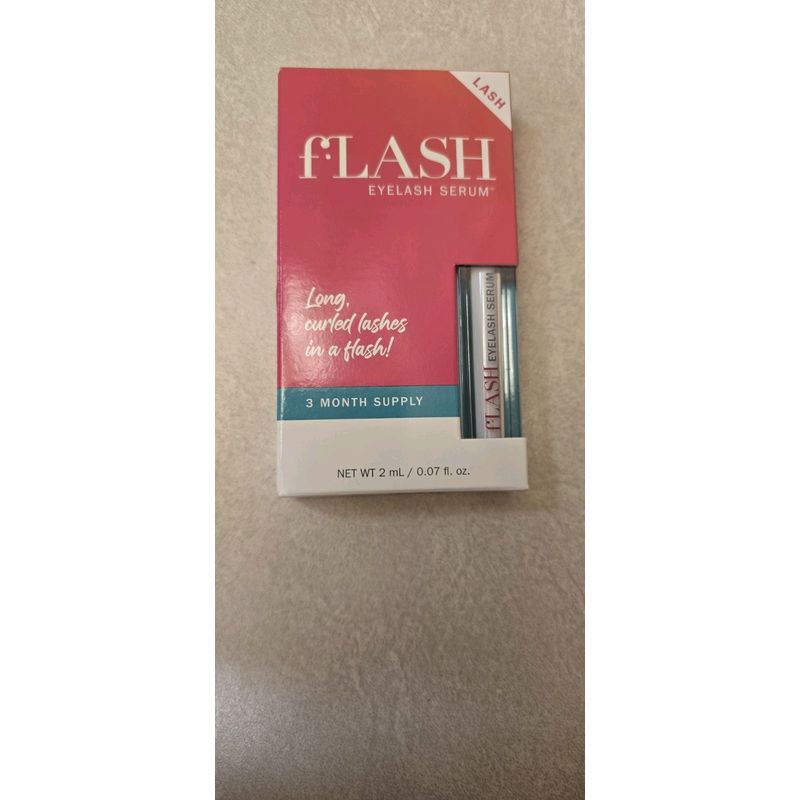 LASH
f·LASH
EYELASH SERUM™
Long,
curled lashes
in a flash!
3 MONTH SUPPLY
NET WT 2 mL / 0.07 fl. oz.
f·LASH EYELASH SERUM